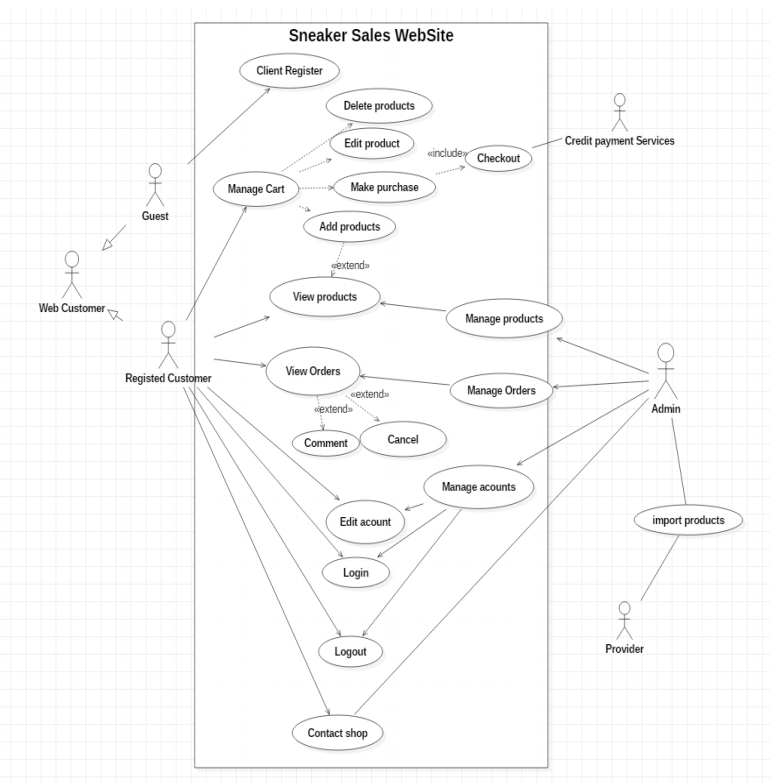 Sneaker Sales WebSite
Client Register
Delete products
Edit product
Credit payment Services
«include»
Checkout
Manage Cart
Make purchase
Guest
Add products
«extend»
View products
Web Customer
Manage products
Registed Customer
View Orders
Manage Orders
Admin
«extend»
«extend»
Comment
Cancel
Manage acounts
Edit acount
import products
Login
Provider
Logout
Contact shop